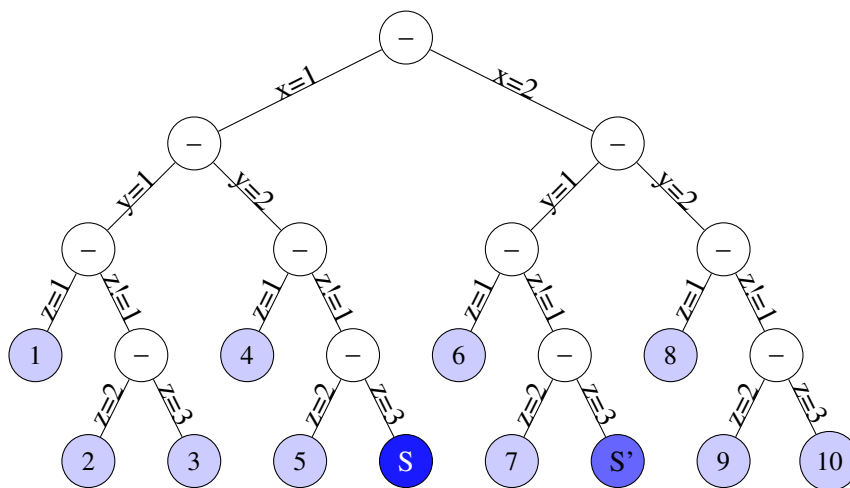 –
x=1
x=2
–
–
y=1
y=2
y=1
y=2
–
–
–
–
z=1
z!=1
z=1
z!=1
z=1
z!=1
z=1
z!=1
1
–
4
–
6
–
8
–
z=2
z=3
z=2
z=3
z=2
z=3
z=2
z=3
2
3
5
S
7
S’
9
10